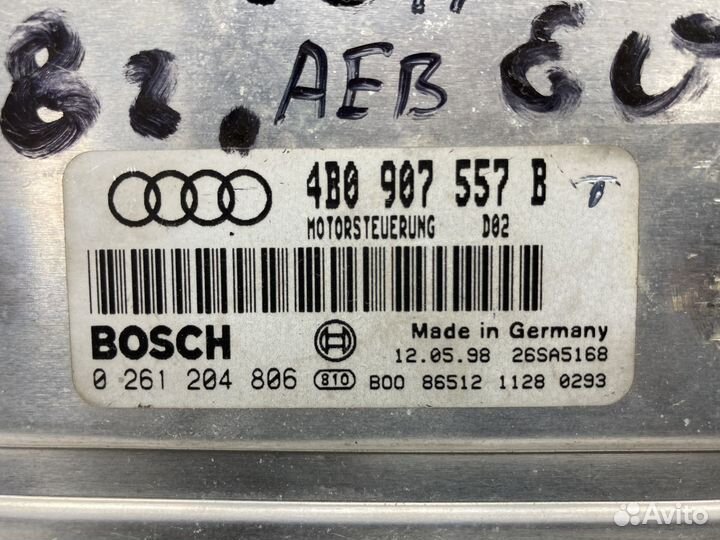 81. AEB
4B0 907 557 B
MOTORSTEUERUNG D02
BOSCH
Made in Germany
12.05.98 26SA5168
0 261 204 806 810 B00 86512 1128 0293
Avito